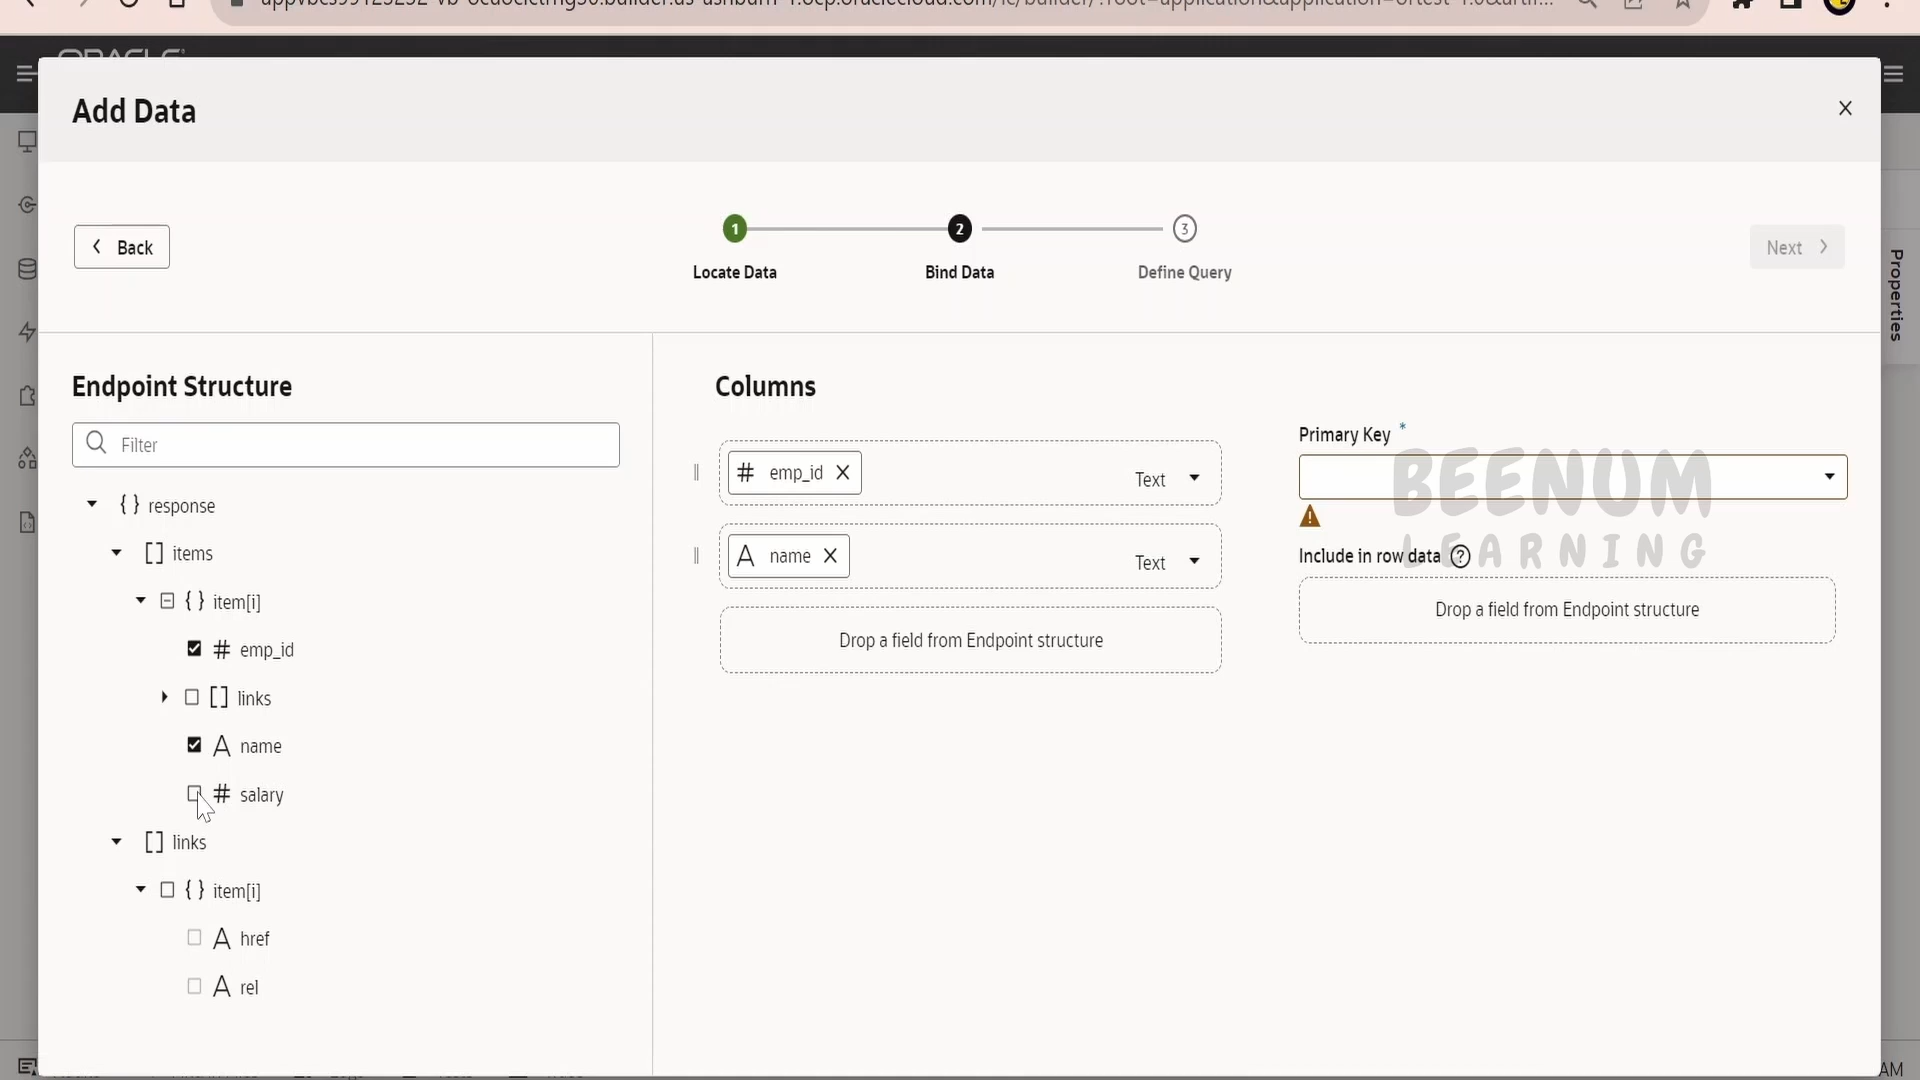 ORACLE
Add Data
Back
1
2
3
Locate Data
Bind Data
Define Query
Next
Properties
Endpoint Structure
Filter
{ } response
[ ] items
{ } item[i]
# emp_id
[ ] links
A name
# salary
[ ] links
{ } item[i]
A href
A rel
Columns
# emp_id
Text
A name
Text
Drop a field from Endpoint structure
Primary Key *
BEENUM
LEARNING
Include in row data ?
Drop a field from Endpoint structure
AM